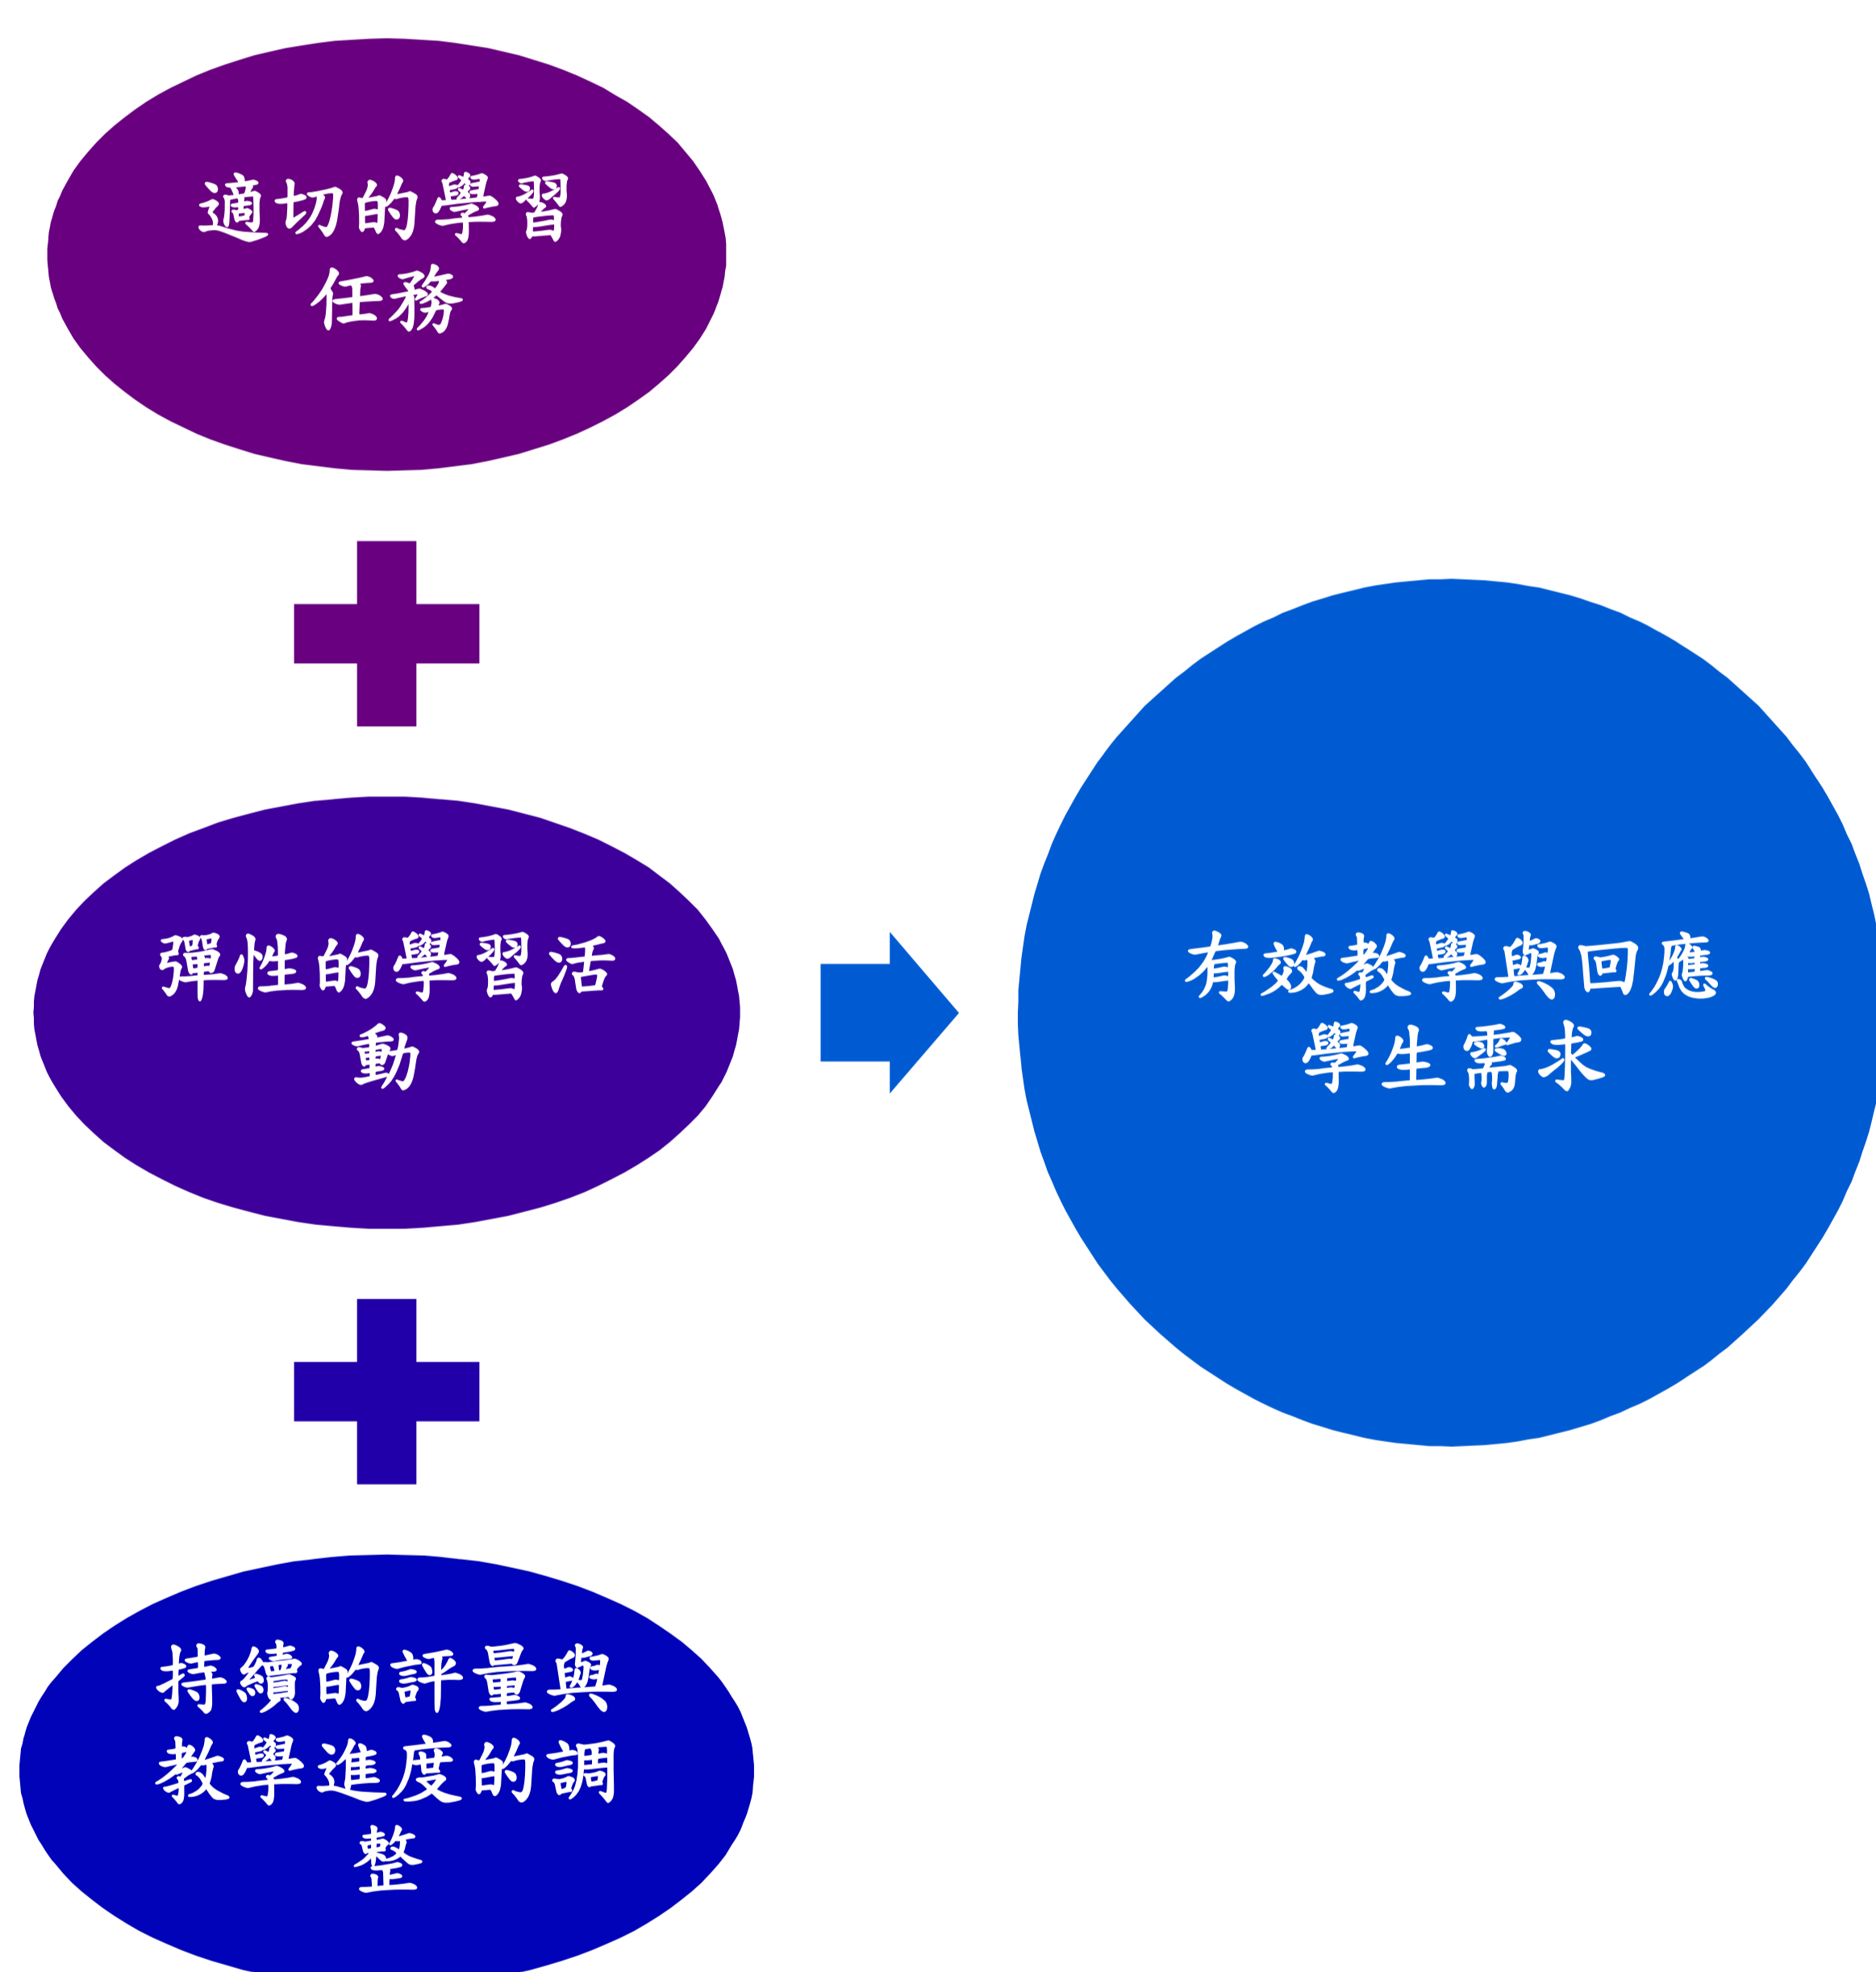 適切的學習
任務
彈性的學習活
動
持續的評量與
教學進度的調
整
有效教學的回應
學生需求